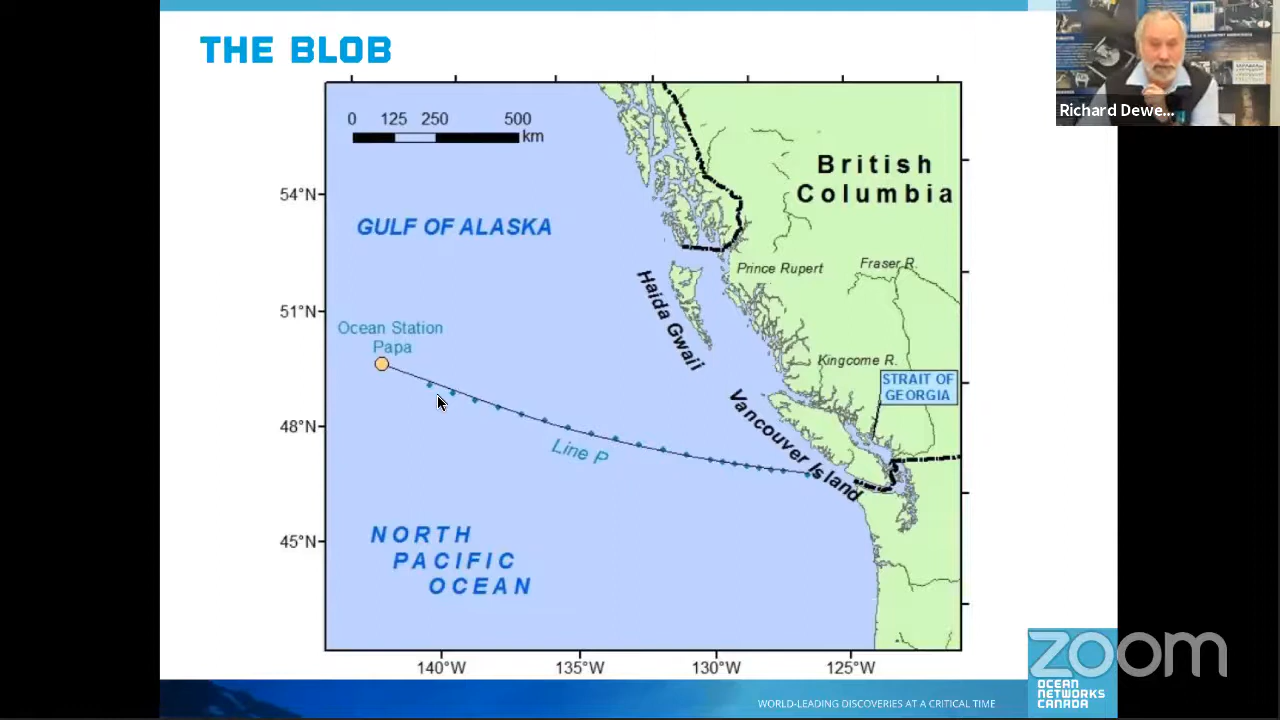 THE BLOB
Richard Dewe...
0 125 250 500
km
British
Columbia
54°N
GULF OF ALASKA
Prince Rupert
Fraser R.
Haida Gwaii
51°N
Ocean Station
Papa
Kingcome R.
STRAIT OF
GEORGIA
Vancouver Island
48°N
Line P
NORTH
PACIFIC
OCEAN
45°N
140°W 135°W 130°W 125°W
zoom
OCEAN
NETWORKS
CANADA
WORLD-LEADING DISCOVERIES AT A CRITICAL TIME